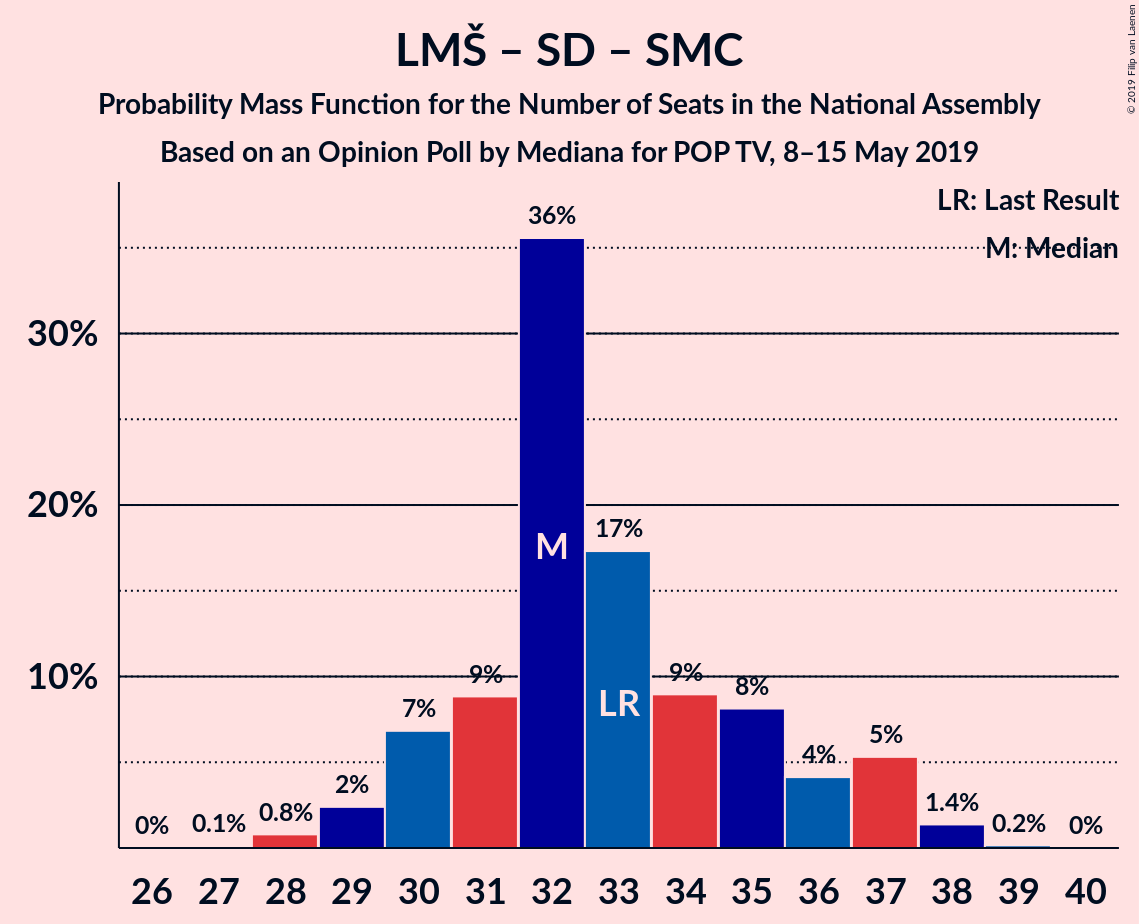 LMŠ – SD – SMC
Probability Mass Function for the Number of Seats in the National Assembly
Based on an Opinion Poll by Mediana for POP TV, 8–15 May 2019
© 2019 Filip van Laenen
LR: Last Result
M: Median
30%
20%
10%
0%
0.1%
0.8%
2%
7%
9%
36%
17%
9%
8%
4%
5%
1.4%
0.2%
0%
M
LR
26 27 28 29 30 31 32 33 34 35 36 37 38 39 40